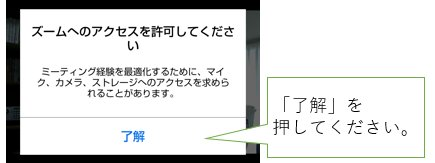 ズームへのアクセスを許可してくださ
い
ミーティング経験を最適化するために、マイ
ク、カメラ、ストレージへのアクセスを求めら
れることがあります。
了解
「了解」を
押してください。